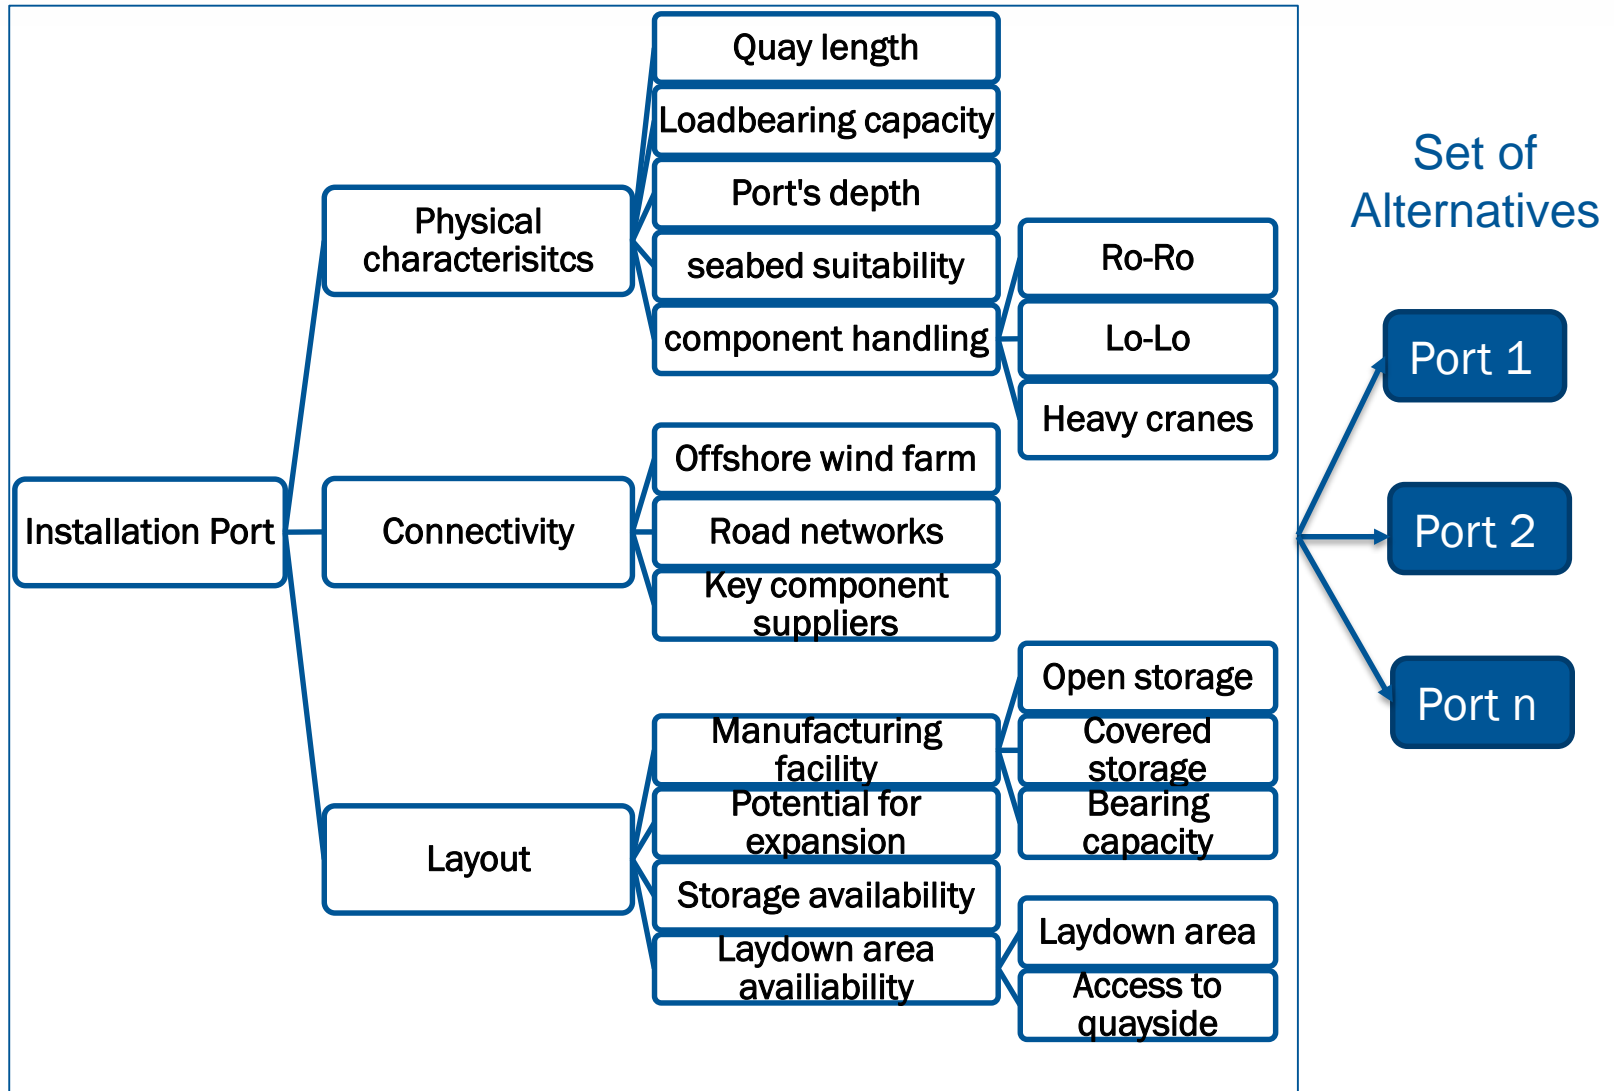 Quay length
Loadbearing capacity
Port's depth
seabed suitability
component handling
Physical
characterisitcs
Ro-Ro
Lo-Lo
Heavy cranes
Installation Port
Connectivity
Offshore wind farm
Road networks
Key component
suppliers
Layout
Manufacturing
facility
Potential for
expansion
Storage availability
Laydown area
availiability
Open storage
Covered
storage
Bearing
capacity
Laydown area
Access to
quayside
Set of
Alternatives
Port 1
Port 2
Port n